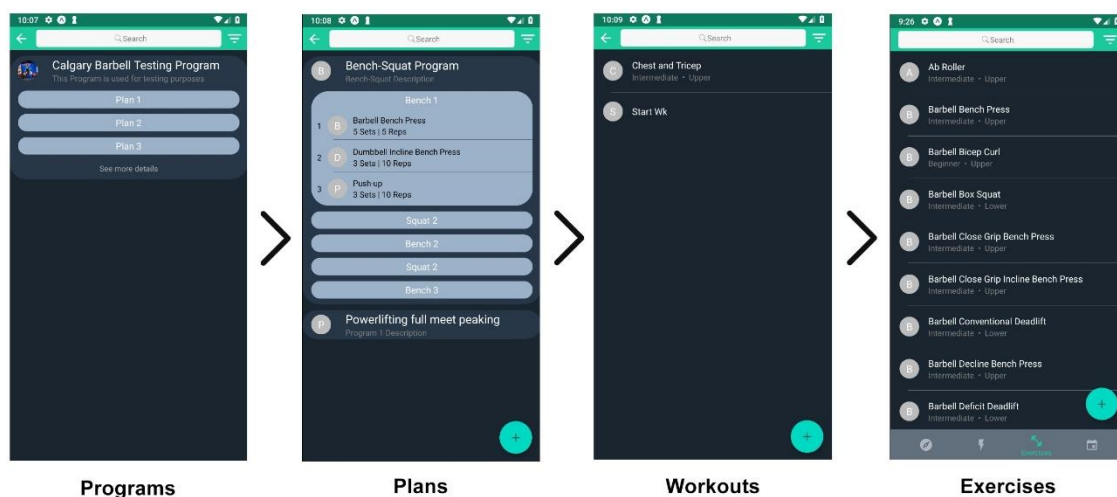 10:07
Search
Calgary Barbell Testing Program
This Program is used for testing purposes
Plan 1
Plan 2
Plan 3
See more details
Programs
10:08
Search
B
Bench-Squat Program
Bench-Squat Description
Bench 1
1 B Barbell Bench Press
5 Sets | 5 Reps
2 D Dumbbell Incline Bench Press
3 Sets | 10 Reps
3 P Push-up
3 Sets | 10 Reps
Squat 2
Bench 2
Squat 2
Bench 3
P
Powerlifting full meet peaking
Program 1 Description
+
Plans
10:09
Search
C
Chest and Tricep
Intermediate • Upper
S
Start Wk
+
Workouts
9:26
Search
A
Ab Roller
Intermediate • Upper
B
Barbell Bench Press
Intermediate • Upper
B
Barbell Bicep Curl
Beginner • Upper
B
Barbell Box Squat
Intermediate • Lower
B
Barbell Close Grip Bench Press
Intermediate • Upper
B
Barbell Close Grip Incline Bench Press
Intermediate • Upper
B
Barbell Conventional Deadlift
Intermediate • Lower
B
Barbell Decline Bench Press
Intermediate • Upper
B
Barbell Deficit Deadlift
Intermediate • Lower
+
Exercises
Exercises